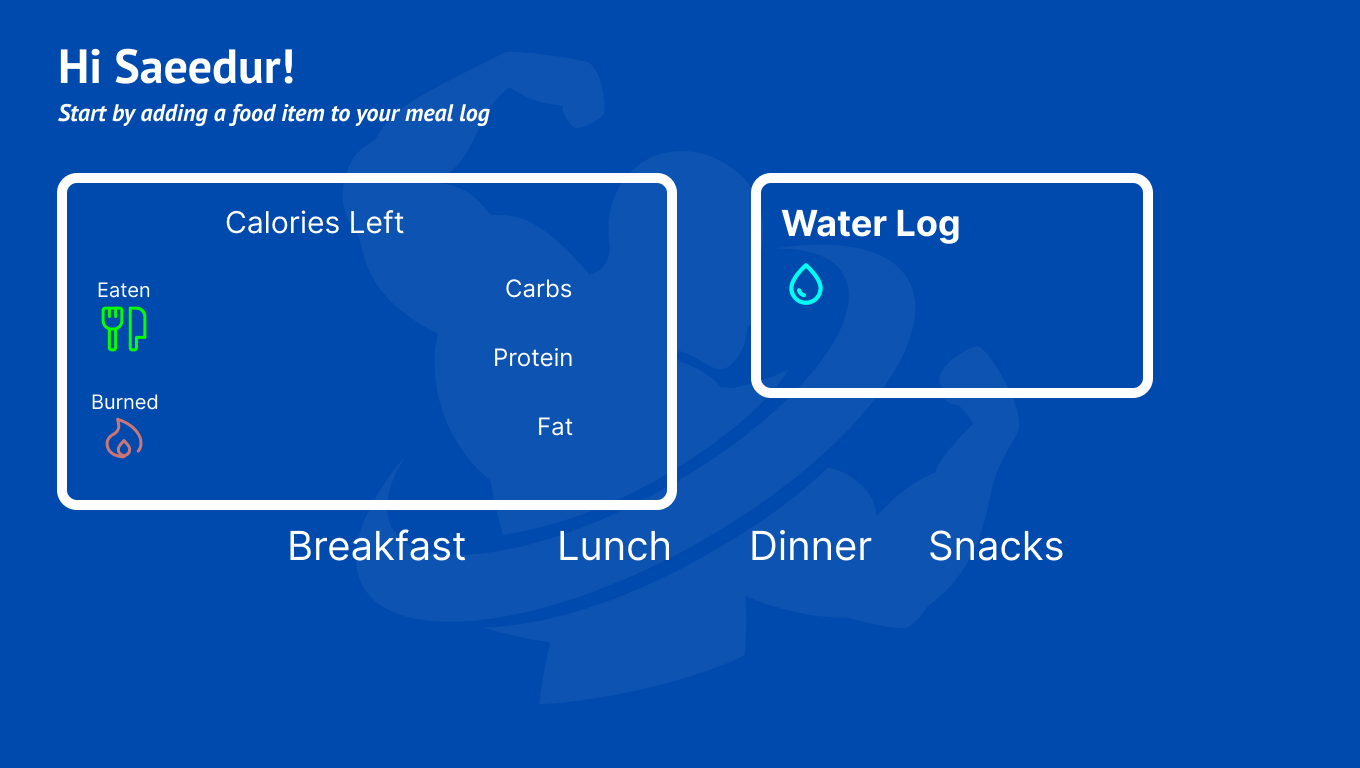 Hi Saeedur!
Start by adding a food item to your meal log
Calories Left
Eaten
Burned
Carbs
Protein
Fat
Water Log
Breakfast
Lunch
Dinner
Snacks